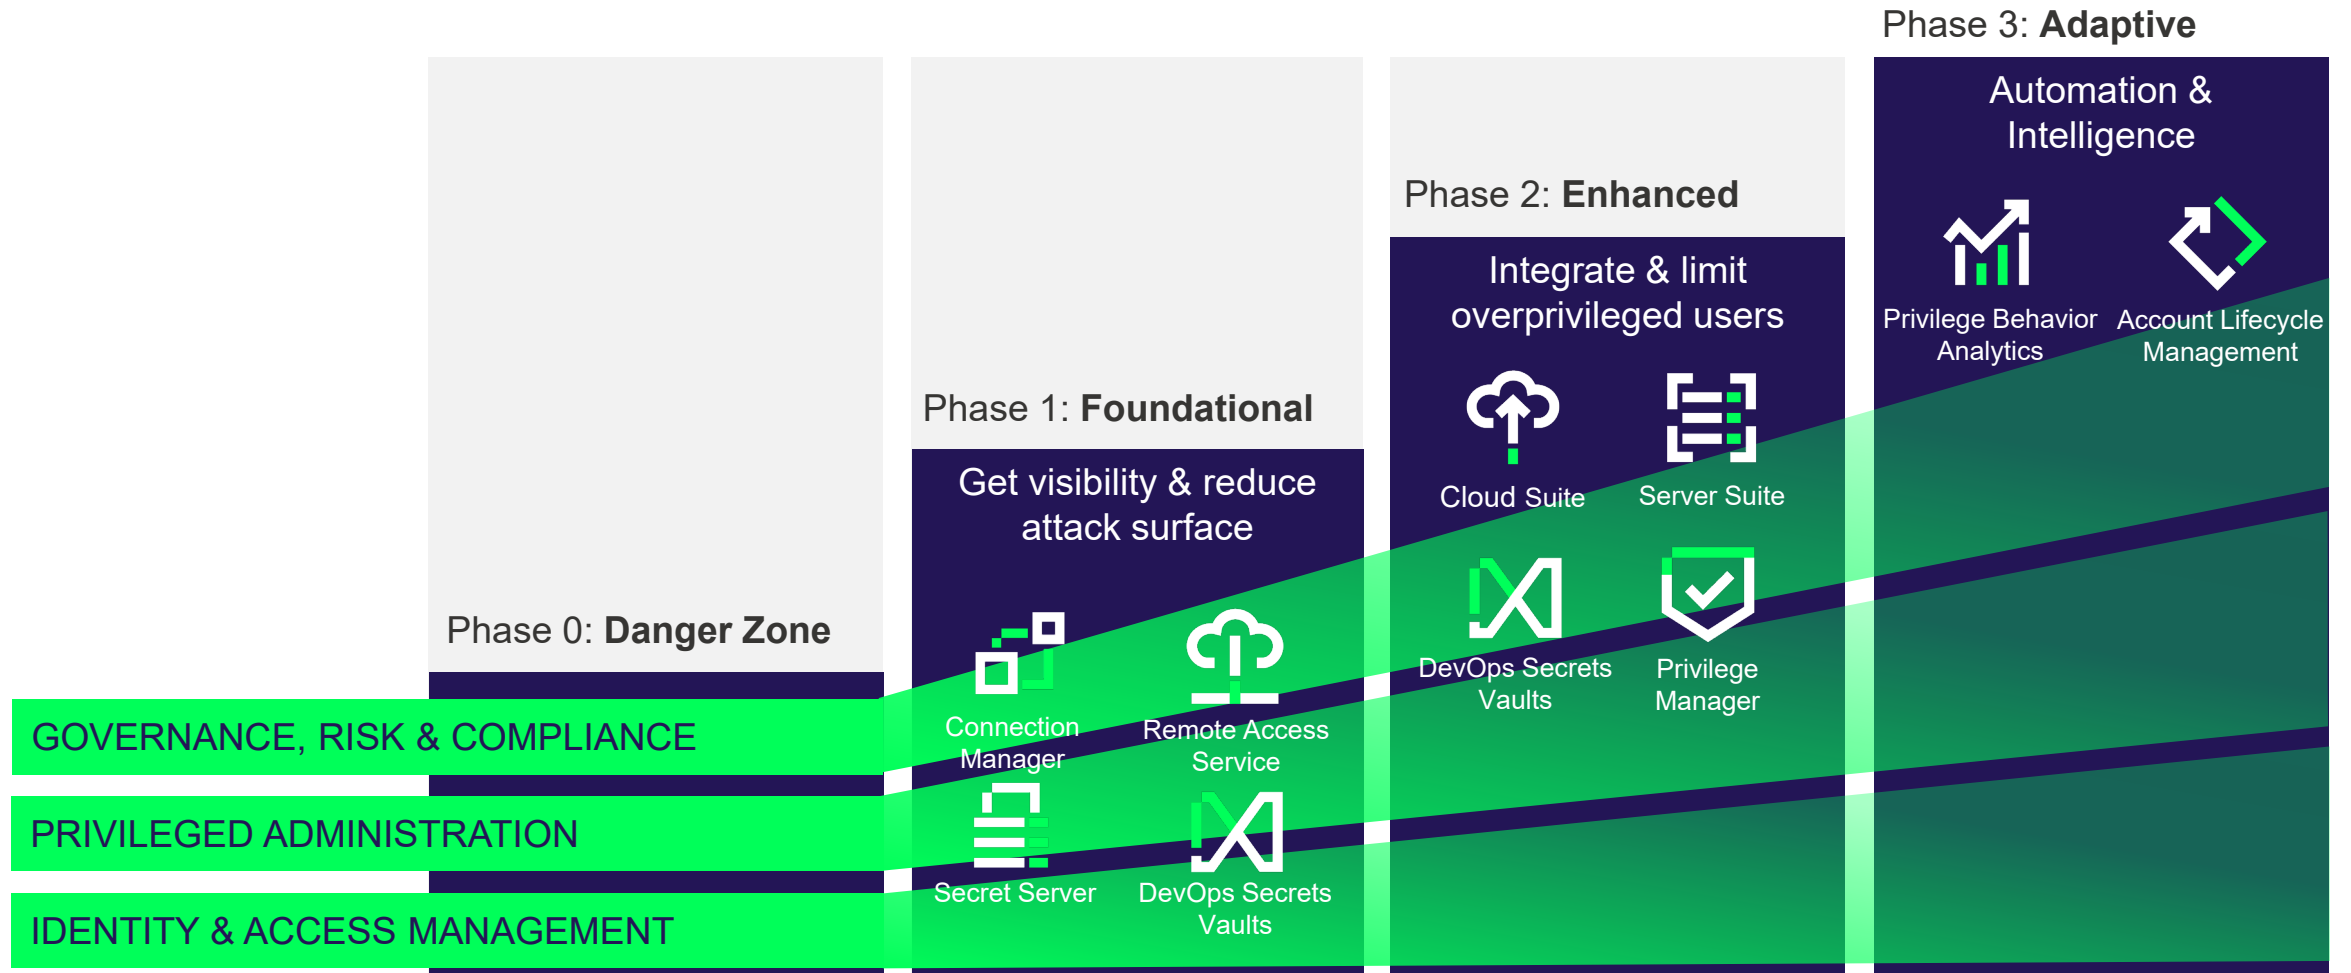 Phase 3: Adaptive
Automation &
Intelligence
Privilege Behavior
Analytics
Account Lifecycle
Management
Phase 2: Enhanced
Integrate & limit
overprivileged users
Cloud Suite
Server Suite
DevOps Secrets
Vaults
Privilege
Manager
Phase 1: Foundational
Get visibility & reduce
attack surface
Connection
Manager
Remote Access
Service
Secret Server
DevOps Secrets
Vaults
Phase 0: Danger Zone
GOVERNANCE, RISK & COMPLIANCE
PRIVILEGED ADMINISTRATION
IDENTITY & ACCESS MANAGEMENT